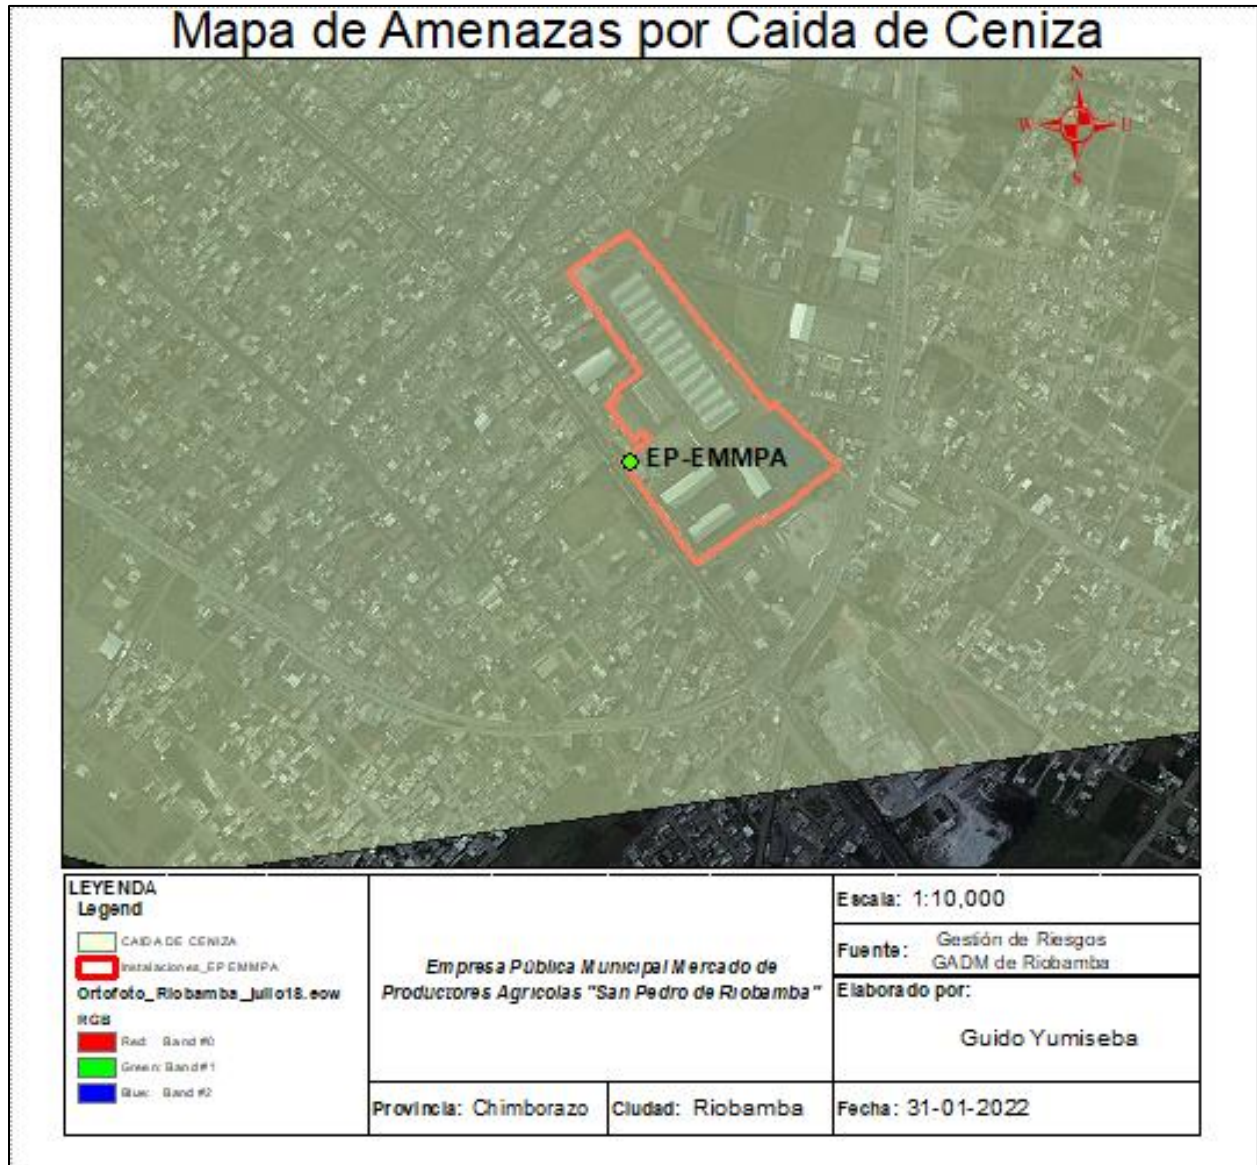 Mapa de Amenazas por Caida de Ceniza
N
W
U
S
EP-EMMPA
LEYENDA
Legend
CAIDA DE CENIZA
Instalaciones_EP EMMPA
Ortofoto_Riobamba_julio18.ecw
RGB
Red: Band #0
Green: Band #1
Blue: Band #2
Empresa Pública Municipal Mercado de
Productores Agricolas "San Pedro de Riobamba"
Provincia: Chimborazo
Ciudad: Riobamba
Escala: 1:10,000
Fuente: Gestión de Riesgos
GADM de Riobamba
Elaborado por:
Guido Yumiseba
Fecha: 31-01-2022